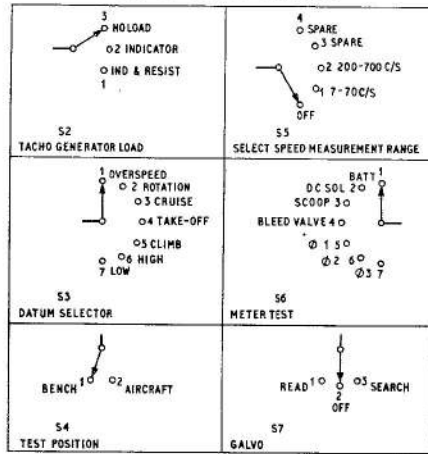 3
NOLOAD
2 INDICATOR
IND & RESIST
1
S2
TACHO GENERATOR LOAD
4
SPARE
3 SPARE
2 200-700 C/S
1 7-70C/S
OFF
S5
SELECT SPEED MEASUREMENT RANGE
1 OVERSPEED
2 ROTATION
3 CRUISE
4 TAKE-OFF
5 CLIMB
6 HIGH
7 LOW
S3
DATUM SELECTOR
BATT 1
DC SOL 2
SCOOP 3
BLEED VALVE 4
Ø 1 5
Ø 2 6
Ø3 7
S6
METER TEST
BENCH 1
2 AIRCRAFT
S4
TEST POSITION
READ 1
3 SEARCH
2
OFF
S7
GALVO